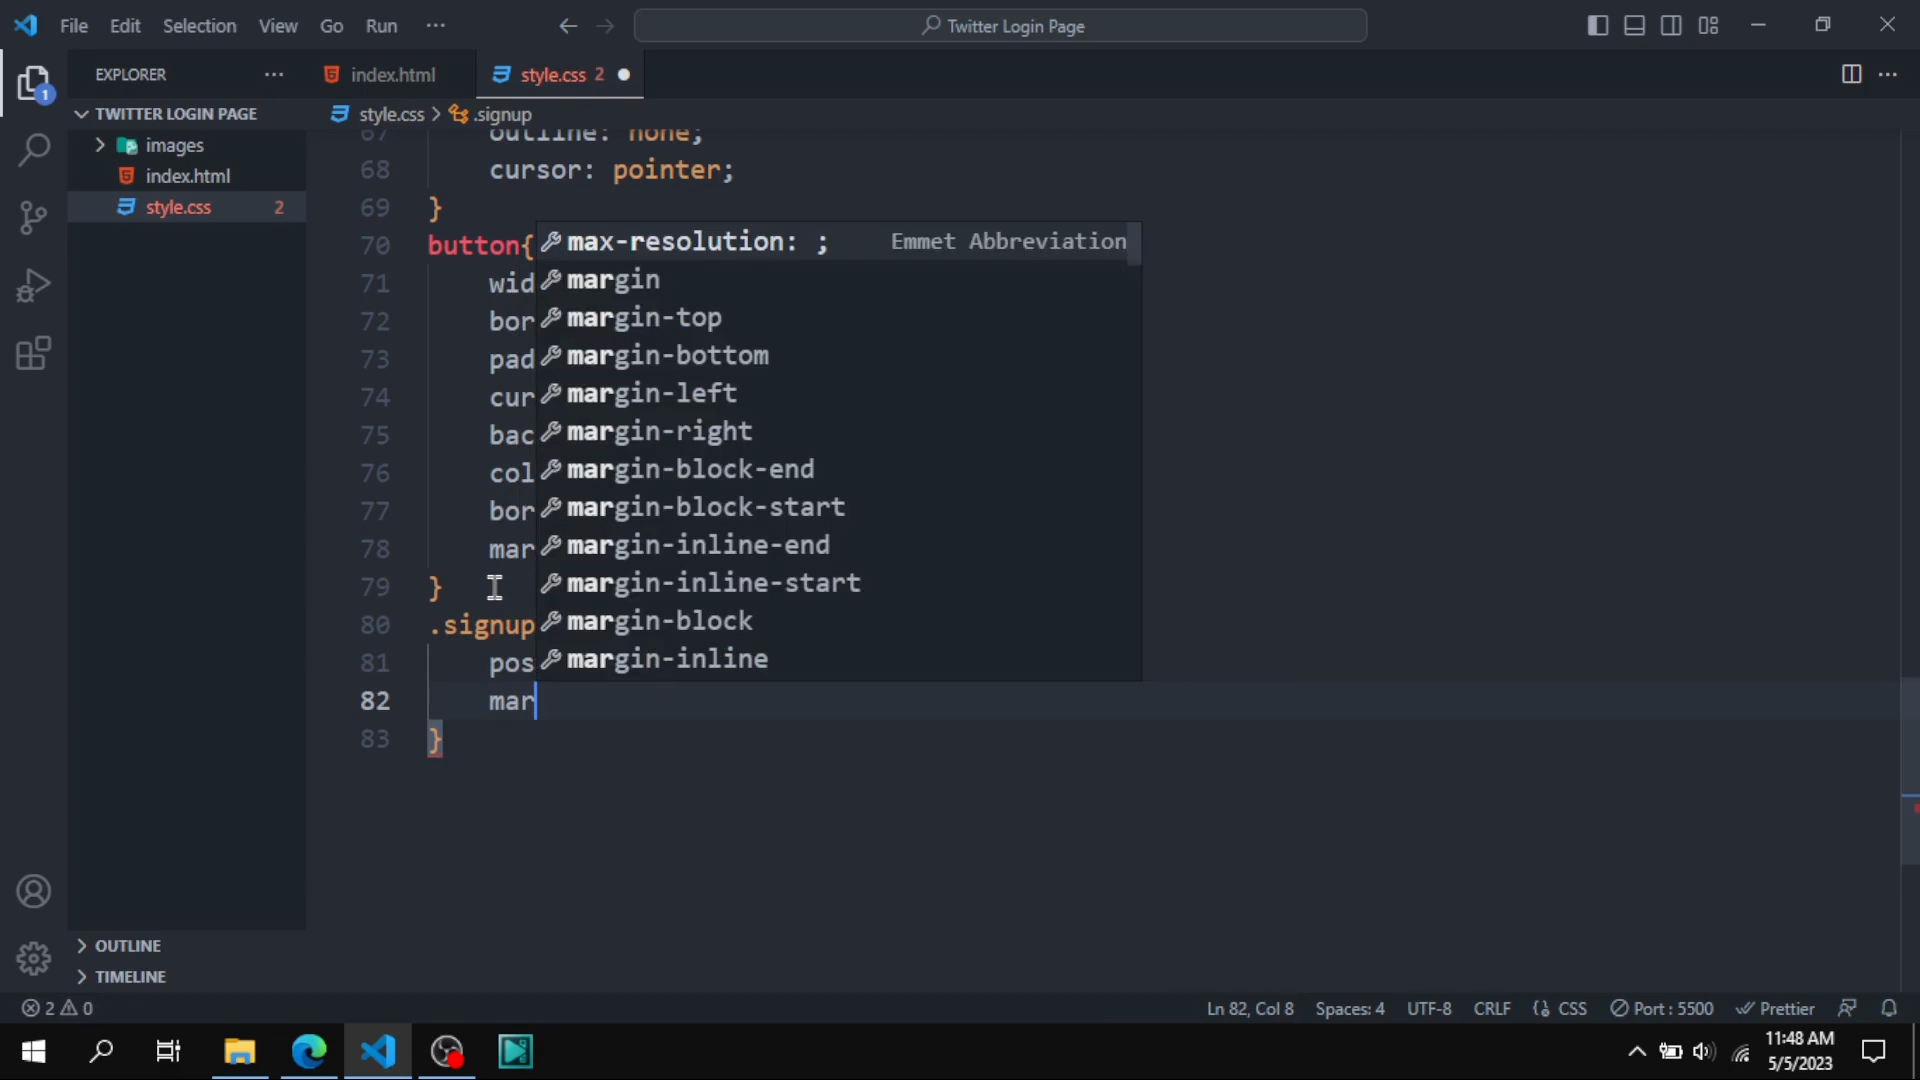 File Edit Selection View Go Run ···
Twitter Login Page
EXPLORER ···
index.html
style.css 2
TWITTER LOGIN PAGE
style.css > .signup
images
index.html
style.css 2
1
67 outline: none;
68 cursor: pointer;
69 }
70 button{
71 wid
72 bor
73 pad
74 cur
75 bac
76 col
77 bor
78 mar
79 }
80 .signup
81 pos
82 mar
83 }
max-resolution: ; Emmet Abbreviation
margin
margin-top
margin-bottom
margin-left
margin-right
margin-block-end
margin-block-start
margin-inline-end
margin-inline-start
margin-block
margin-inline
OUTLINE
TIMELINE
2 0
Ln 82, Col 8 Spaces: 4 UTF-8 CRLF CSS Port : 5500 Prettier
11:48 AM
5/5/2023